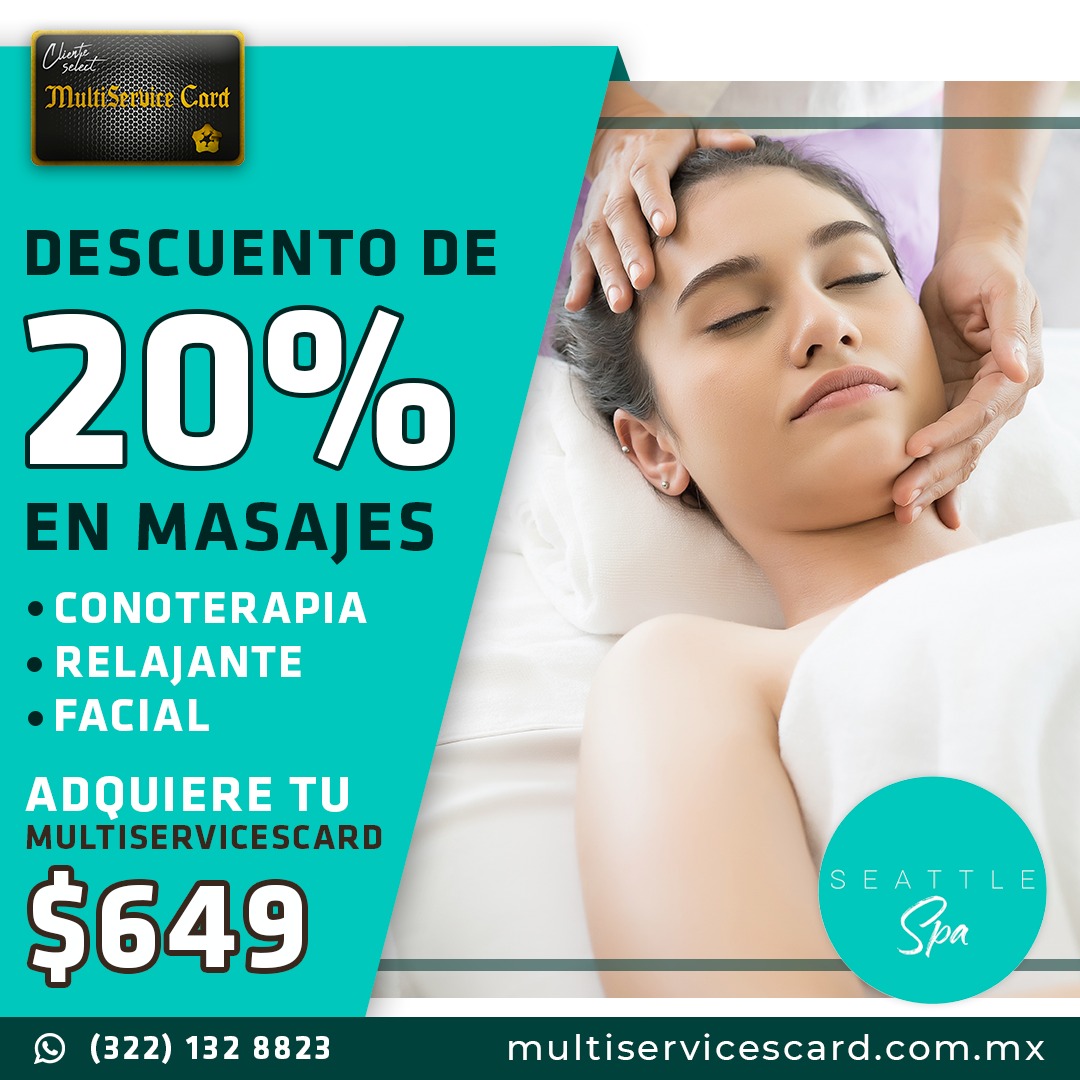 Cliente
select
MultiService Card
DESCUENTO DE
20%
EN MASAJES
• CONOTERAPIA
• RELAJANTE
• FACIAL
ADQUIERE TU
MULTISERVICESCARD
$649
SEATTLE
Spa
(322) 132 8823
multiservicescard.com.mx